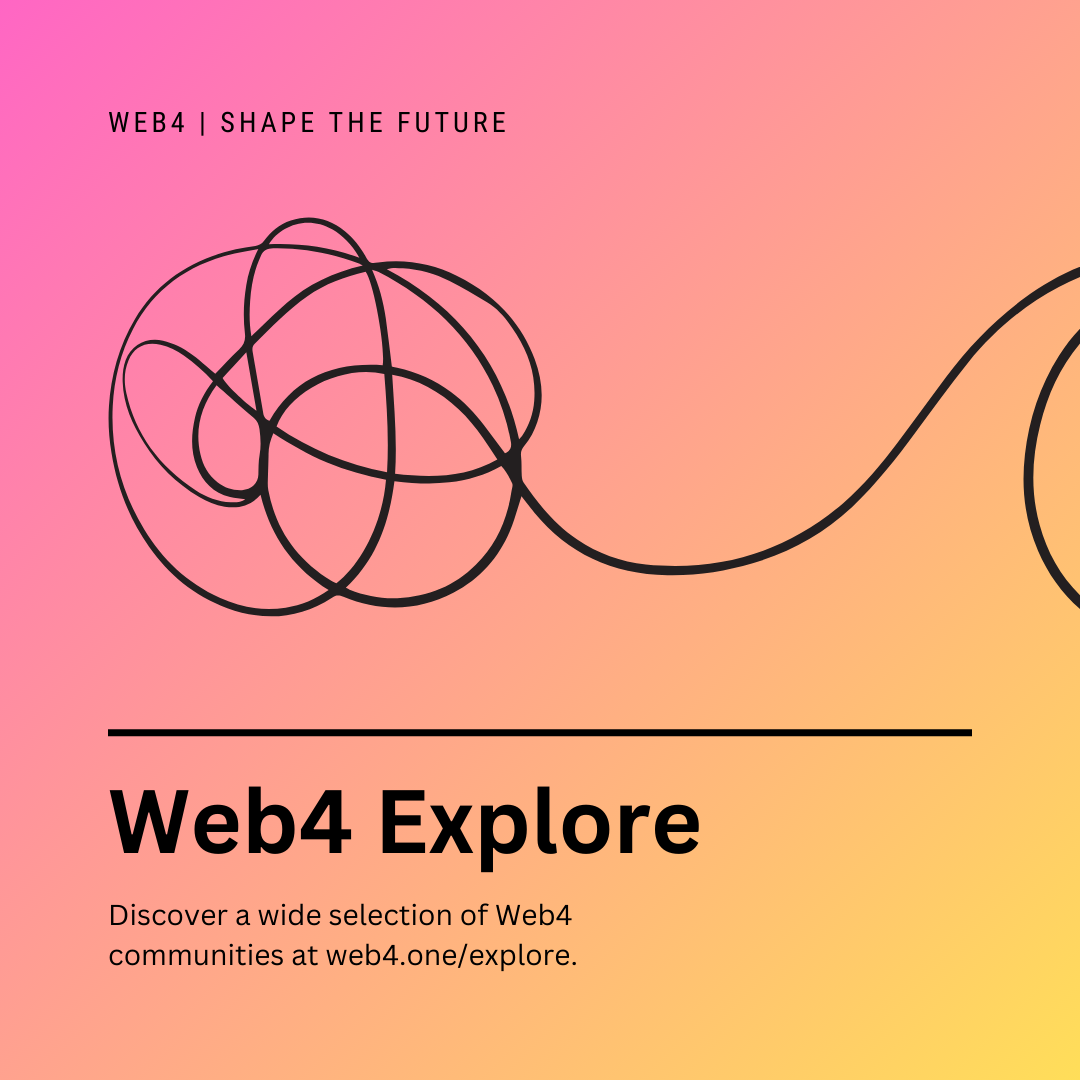 WEB4 | SHAPE THE FUTURE
Web4 Explore
Discover a wide selection of Web4
communities at web4.one/explore.